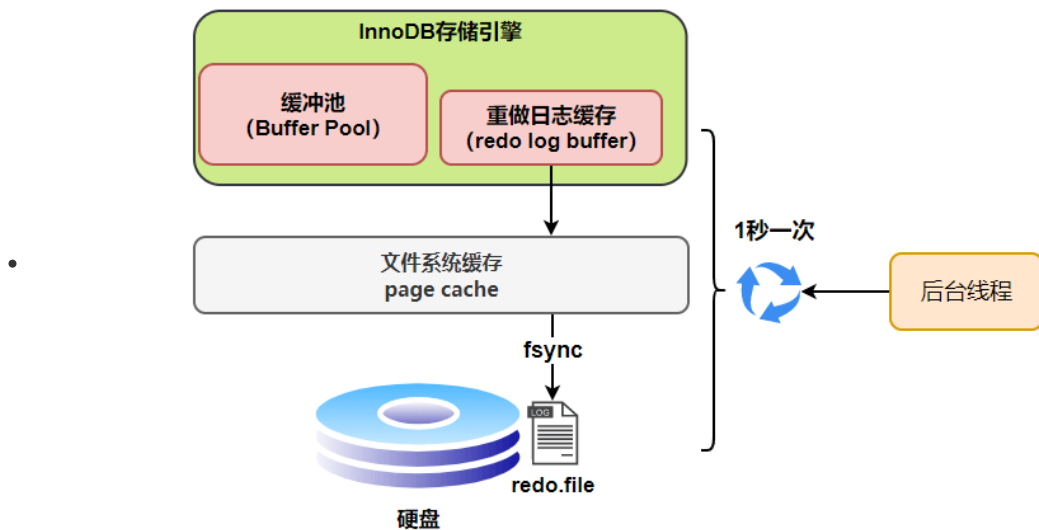 InnoDB存储引擎
缓冲池
（Buffer Pool）
重做日志缓存
（redo log buffer）
1秒一次
文件系统缓存
page cache
后台线程
fsync
LOG
redo.file
硬盘